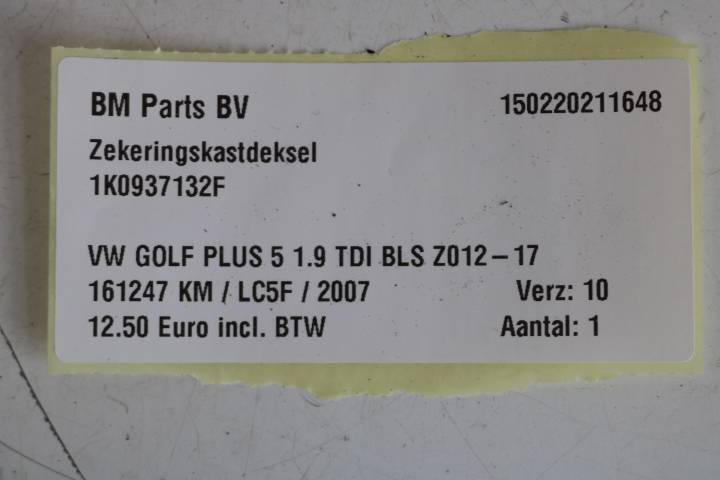 BM Parts BV 150220211648
Zekeringskastdeksel
1K0937132F
VW GOLF PLUS 5 1.9 TDI BLS Z012-17
161247 KM / LC5F / 2007 Verz: 10
12.50 Euro incl. BTW Aantal: 1